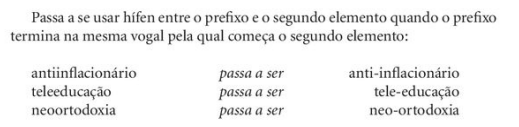 Passa a se usar hífen entre o prefixo e o segundo elemento quando o prefixo
termina na mesma vogal pela qual começa o segundo elemento:
antiinflacionário passa a ser anti-inflacionário
teleeducação passa a ser tele-educação
neoortodoxia passa a ser neo-ortodoxia